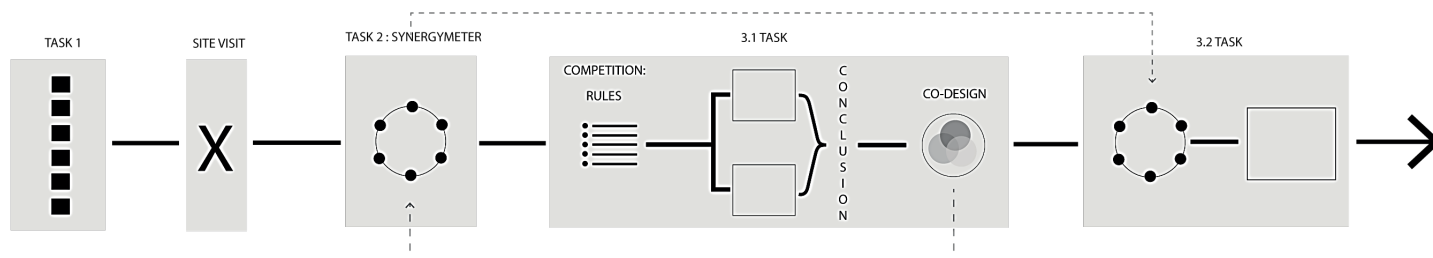 TASK 1
SITE VISIT
X
TASK 2 : SYNERGYMETER
3.1 TASK
COMPETITION:
RULES
CONCLUSION
CO-DESIGN
3.2 TASK